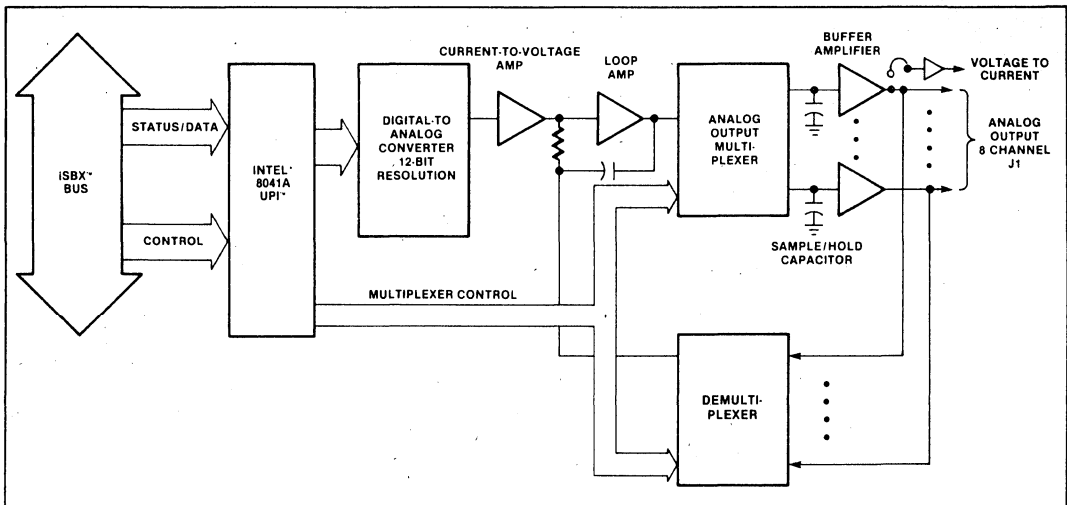 CURRENT-TO-VOLTAGE
AMP
LOOP
AMP
BUFFER
AMPLIFIER
VOLTAGE TO
CURRENT
STATUS/DATA
iSBX™
BUS
CONTROL
INTEL®
8041A
UPI™
DIGITAL-TO
ANALOG
CONVERTER
12-BIT
RESOLUTION
ANALOG
OUTPUT
MULTI-
PLEXER
ANALOG
OUTPUT
8 CHANNEL
J1
SAMPLE/HOLD
CAPACITOR
MULTIPLEXER CONTROL
DEMULTI-
PLEXER